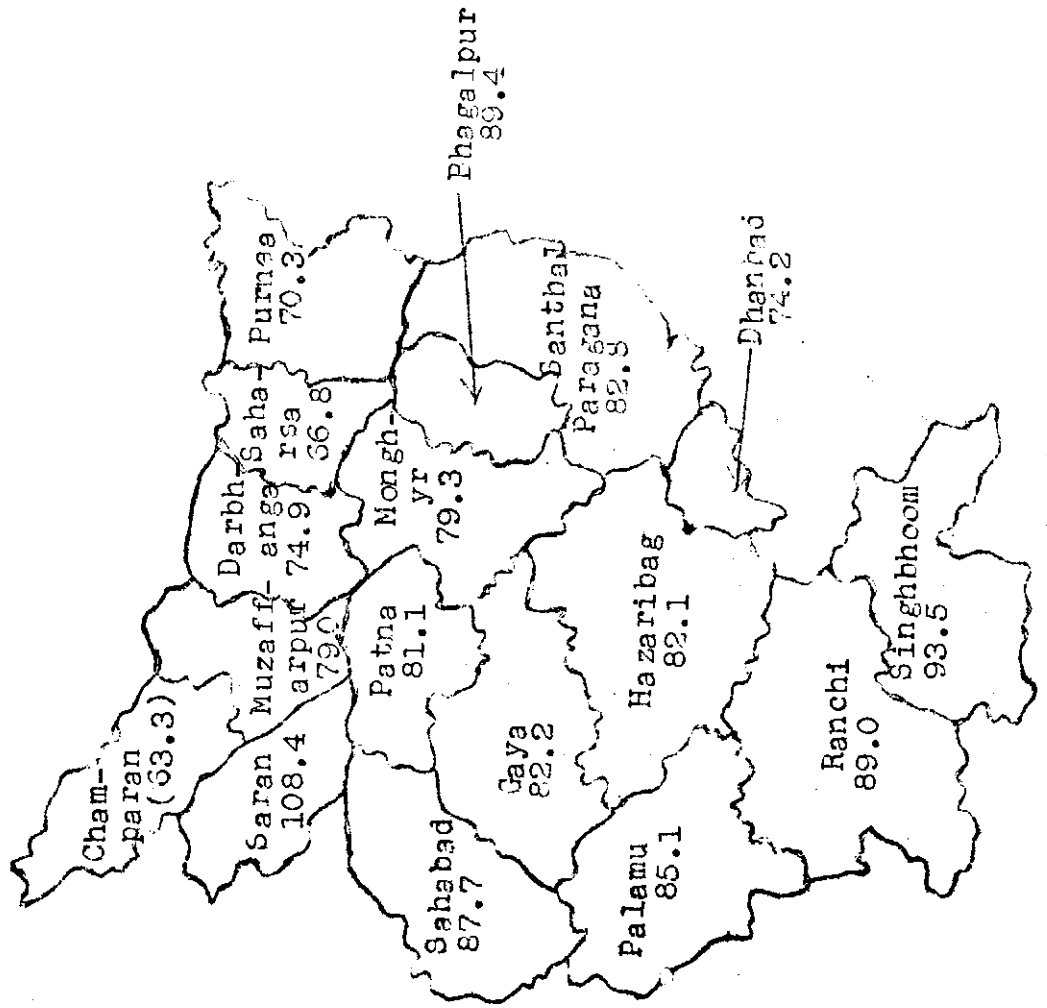 Cham-
paran
(63.3)
Saran
108.4
Muzaff-
arpur
79.0
Darbh-
anga
74.9
Saha-
rsa
66.8
Purnea
70.3
Sahabad
87.7
Patna
81.1
Mongh-
yr
79.3
Phagalpur
89.4
Gaya
82.2
Santhal
Paragana
82.8
Palamu
85.1
Hazaribag
82.1
Dhanbad
74.2
Ranchi
89.0
Singhbhoom
93.5